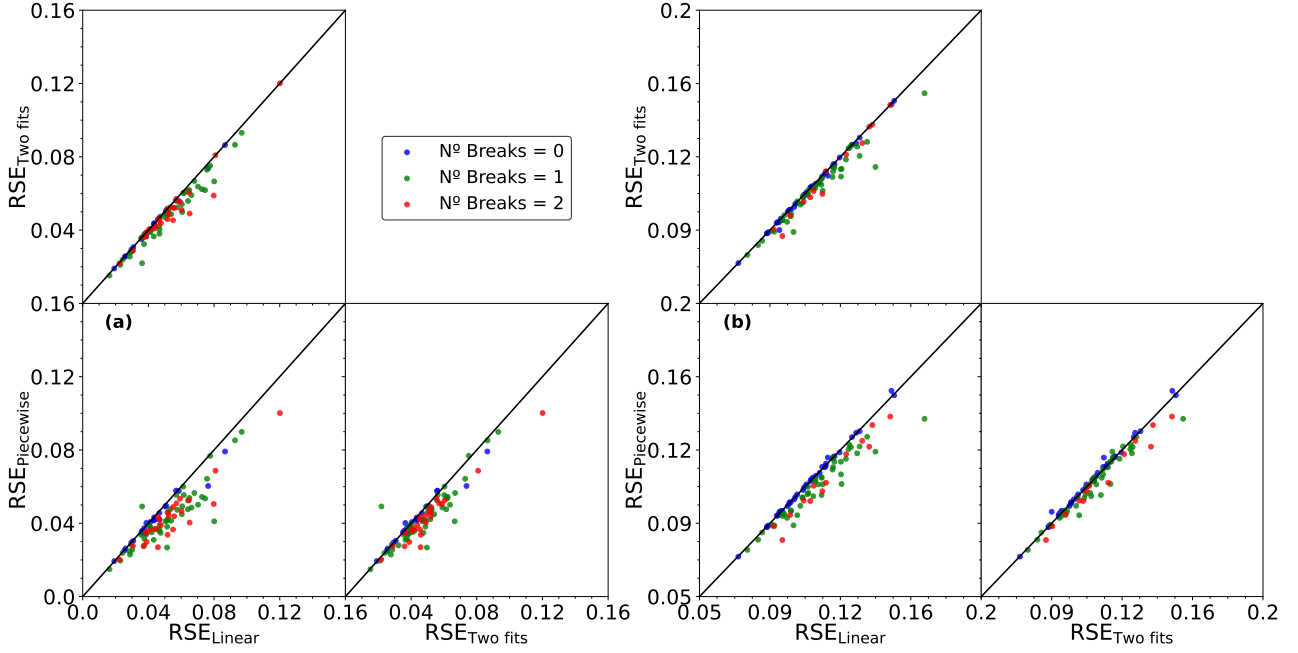 0.16
0.12
0.08
0.04
0.16
RSE_Two fits
Nº Breaks = 0
Nº Breaks = 1
Nº Breaks = 2
0.2
0.16
0.12
0.09
0.2
RSE_Two fits
(a)
0.12
0.08
0.04
0.0
RSE_Piecewise
0.0 0.04 0.08 0.12 0.16 0.04 0.08 0.12 0.16
RSE_Linear
RSE_Two fits
(b)
0.16
0.12
0.09
0.05
RSE_Piecewise
0.05 0.09 0.12 0.16 0.2 0.09 0.12 0.16 0.2
RSE_Linear
RSE_Two fits